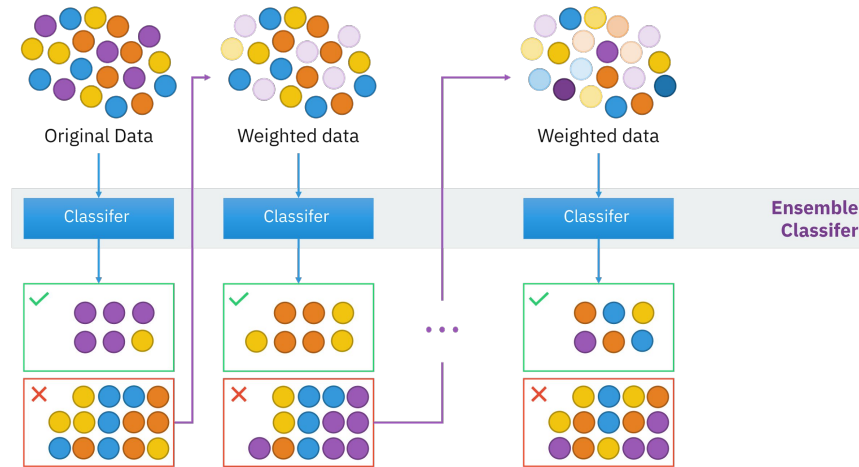 Original Data
Weighted data
Weighted data
Classifer
Classifer
Classifer
Ensemble
Classifer